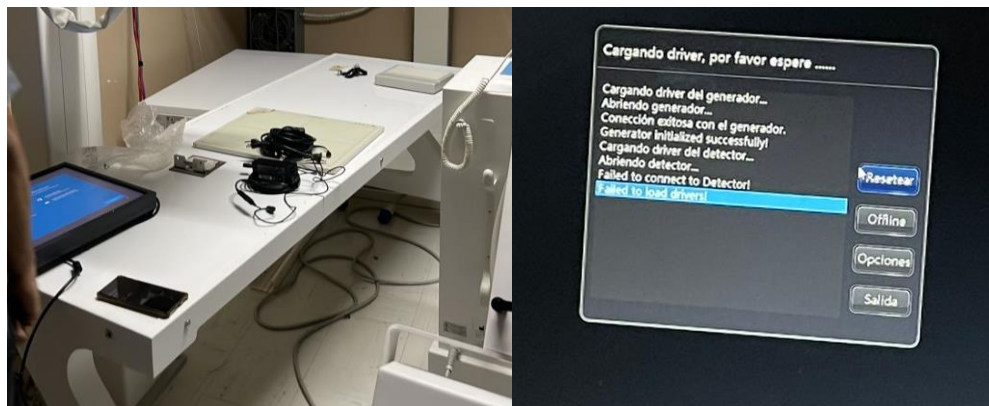 Cargando driver, por favor espere ......
Cargando driver del generador...
Abriendo generador...
Conección exitosa con el generador.
Generator initialized successfully!
Cargando driver del detector...
Abriendo detector...
Failed to connect to Detector!
Failed to load drivers!
Resetear
Offline
Opciones
Salida